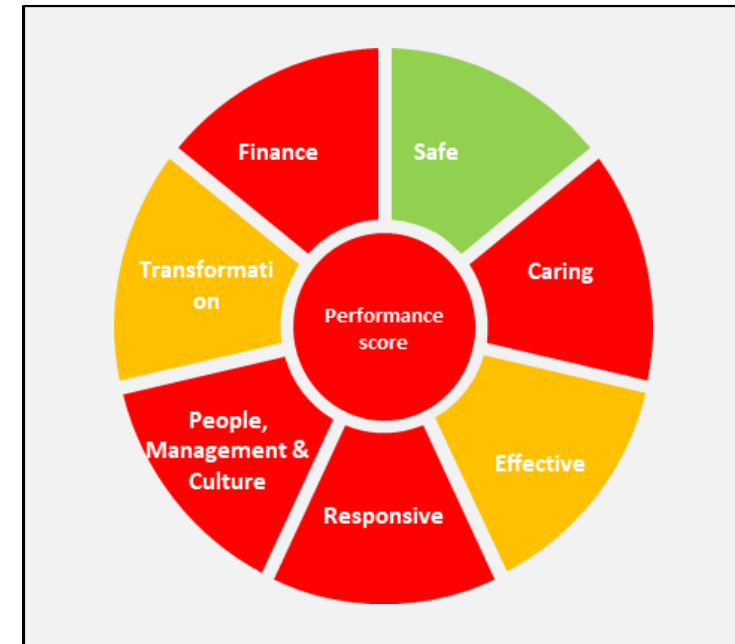 Finance
Safe
Transformati
on
Caring
Performance
score
People,
Management &
Culture
Effective
Responsive